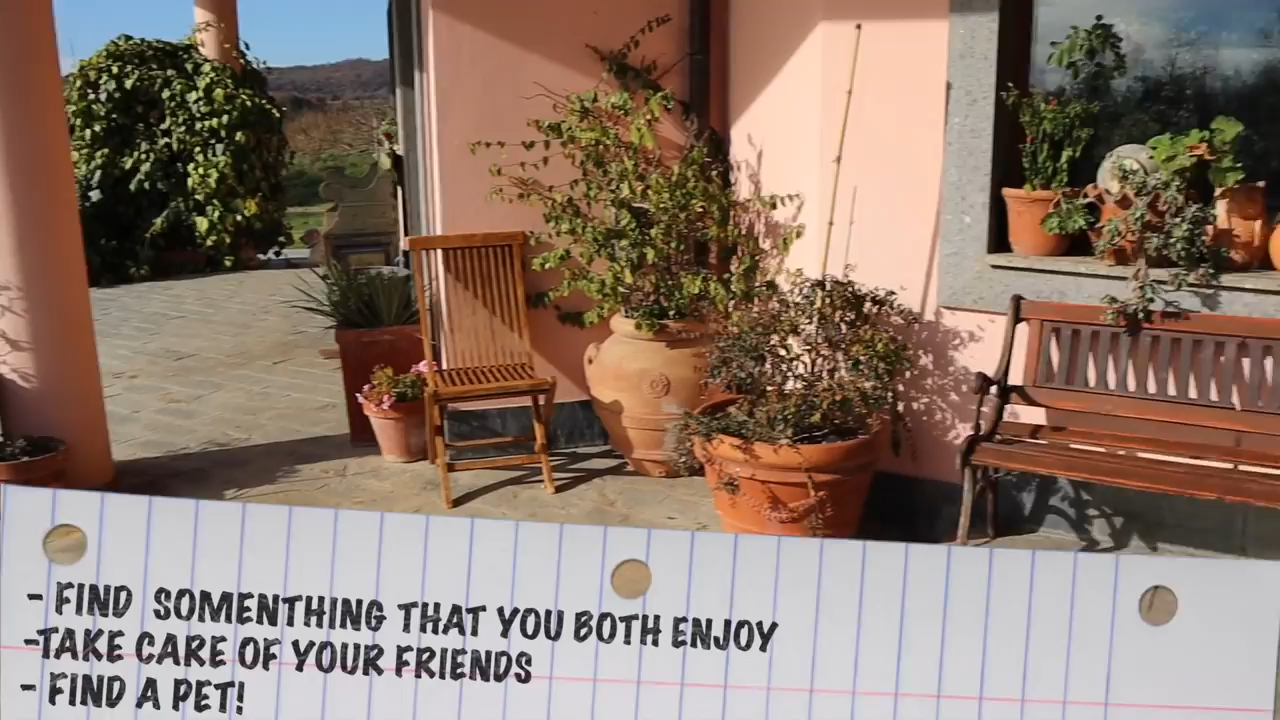 - FIND SOMENTHING THAT YOU BOTH ENJOY
-TAKE CARE OF YOUR FRIENDS
- FIND A PET!